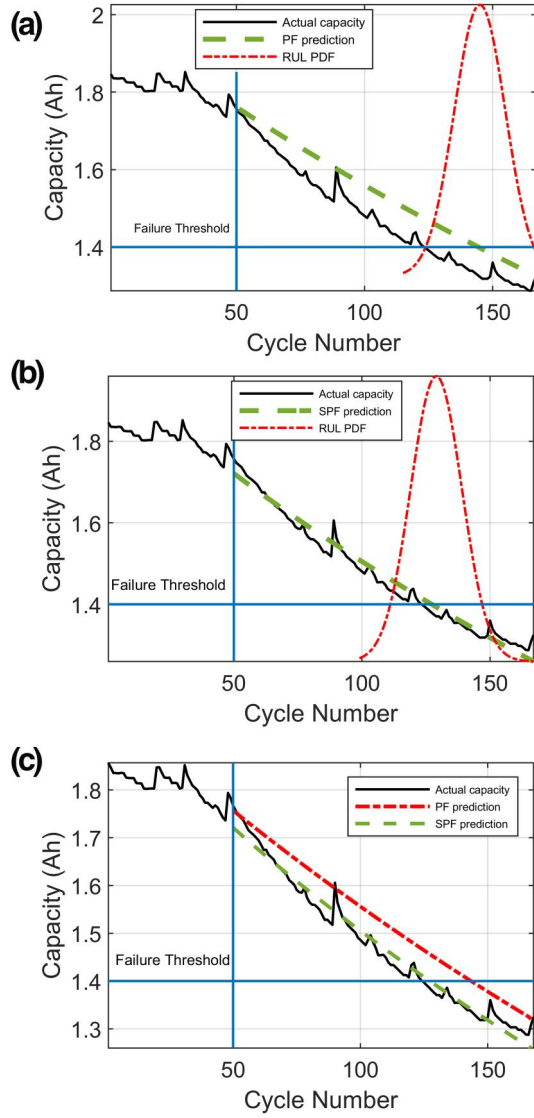 (a)
2
1.8
1.6
1.4
Capacity (Ah)
Actual capacity
PF prediction
RUL PDF
Failure Threshold
50
100
150
Cycle Number
(b)
1.8
1.6
1.4
Capacity (Ah)
Actual capacity
SPF prediction
RUL PDF
Failure Threshold
50
100
150
Cycle Number
(c)
1.8
1.7
1.6
1.5
1.4
1.3
Capacity (Ah)
Actual capacity
PF prediction
SPF prediction
Failure Threshold
50
100
150
Cycle Number